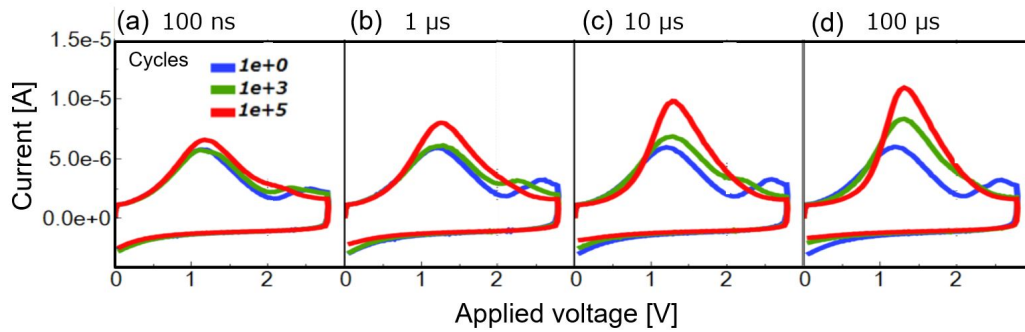 (a) 100 ns
(b) 1 μs
(c) 10 μs
(d) 100 μs
Current [A]
1.5e-5
1.0e-5
5.0e-6
0.0e+0
Cycles
1e+0
1e+3
1e+5
0 1 2
0 1 2
0 1 2
0 1 2
Applied voltage [V]